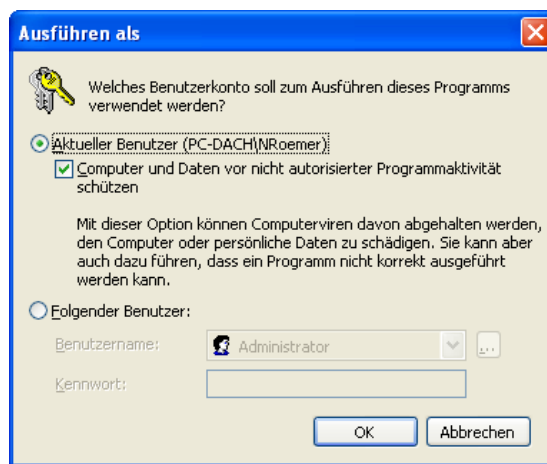 Ausführen als
Welches Benutzerkonto soll zum Ausführen dieses Programms
verwendet werden?
Aktueller Benutzer (PC-DACH\NRoemer)
Computer und Daten vor nicht autorisierter Programmaktivität
schützen
Mit dieser Option können Computerviren davon abgehalten werden,
den Computer oder persönliche Daten zu schädigen. Sie kann aber
auch dazu führen, dass ein Programm nicht korrekt ausgeführt
werden kann.
Folgender Benutzer:
Benutzername: Administrator ...
Kennwort:
OK Abbrechen